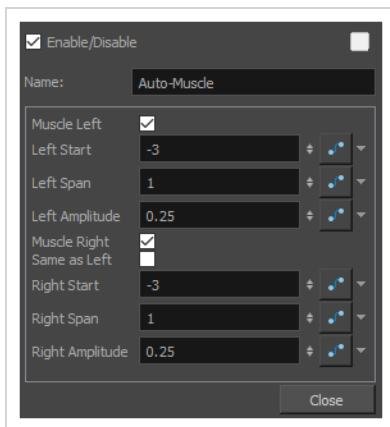 Enable/Disable
Name: Auto-Muscle
Muscle Left
Left Start -3
Left Span 1
Left Amplitude 0.25
Muscle Right
Same as Left
Right Start -3
Right Span 1
Right Amplitude 0.25
Close